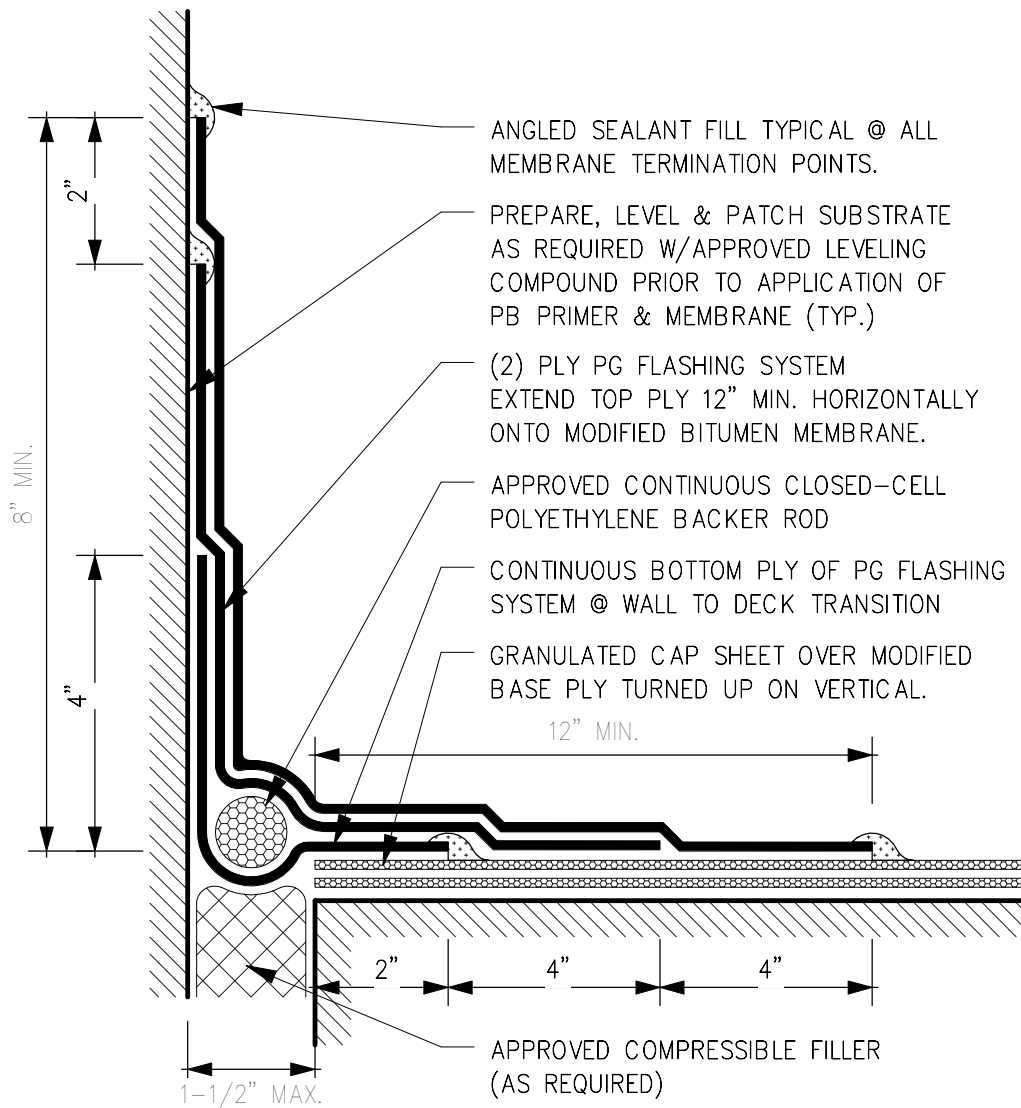 ANGLED SEALANT FILL TYPICAL @ ALL
MEMBRANE TERMINATION POINTS.
2”
PREPARE, LEVEL & PATCH SUBSTRATE
AS REQUIRED W/APPROVED LEVELING
COMPOUND PRIOR TO APPLICATION OF
PB PRIMER & MEMBRANE (TYP.)
(2) PLY PG FLASHING SYSTEM
EXTEND TOP PLY 12” MIN. HORIZONTALLY
ONTO MODIFIED BITUMEN MEMBRANE.
8” MIN.
APPROVED CONTINUOUS CLOSED-CELL
POLYETHYLENE BACKER ROD
CONTINUOUS BOTTOM PLY OF PG FLASHING
SYSTEM @ WALL TO DECK TRANSITION
4”
GRANULATED CAP SHEET OVER MODIFIED
BASE PLY TURNED UP ON VERTICAL.
12” MIN.
2”
4”
4”
APPROVED COMPRESSIBLE FILLER
(AS REQUIRED)
1-1/2” MAX.